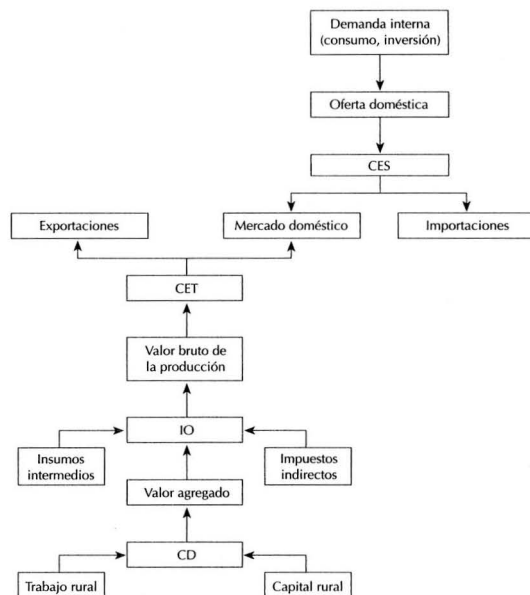 Demanda interna
(consumo, inversión)
Oferta doméstica
CES
Exportaciones
Mercado doméstico
Importaciones
CET
Valor bruto de
la producción
IO
Insumos
intermedios
Impuestos
indirectos
Valor agregado
CD
Trabajo rural
Capital rural